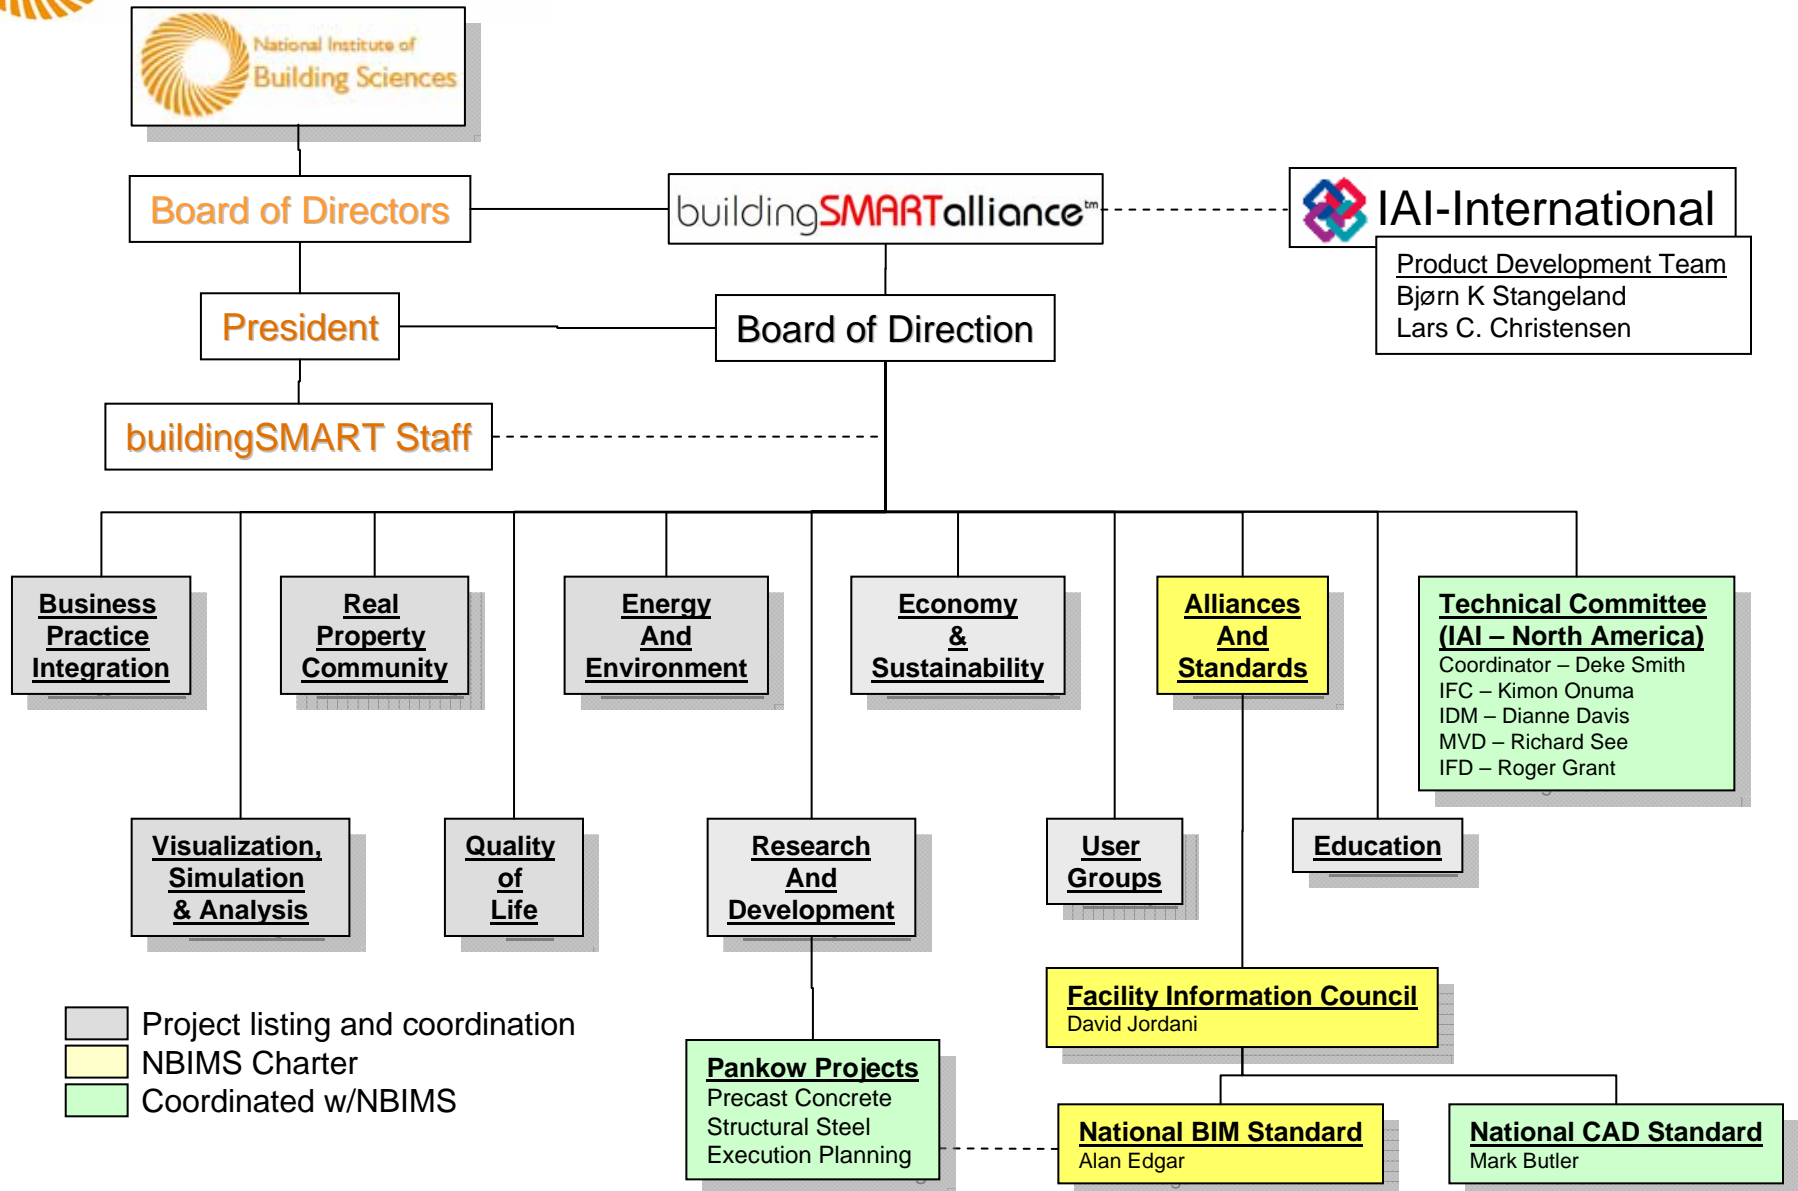 National Institute of
Building Sciences
Board of Directors
buildingSMARTalliance™
IAI-International
Product Development Team
Bjørn K Stangeland
Lars C. Christensen
President
Board of Direction
buildingSMART Staff
Business
Practice
Integration
Real
Property
Community
Energy
And
Environment
Economy
&
Sustainability
Alliances
And
Standards
Technical Committee
(IAI – North America)
Coordinator – Deke Smith
IFC – Kimon Onuma
IDM – Dianne Davis
MVD – Richard See
IFD – Roger Grant
Visualization,
Simulation
& Analysis
Quality
of
Life
Research
And
Development
User
Groups
Education
Facility Information Council
David Jordani
Project listing and coordination
NBIMS Charter
Coordinated w/NBIMS
Pankow Projects
Precast Concrete
Structural Steel
Execution Planning
National BIM Standard
Alan Edgar
National CAD Standard
Mark Butler